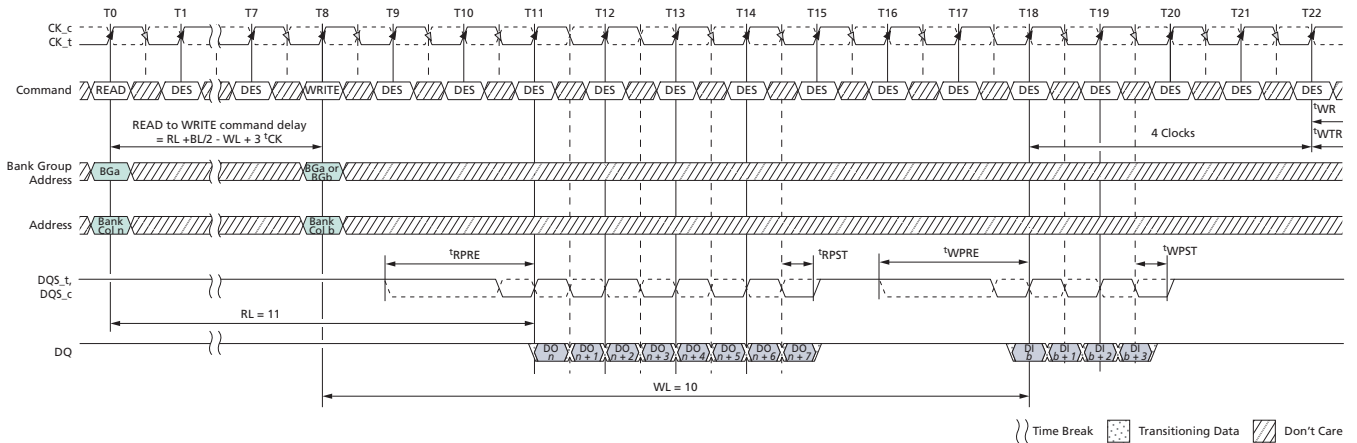 T0 T1 T7 T8 T9 T10 T11 T12 T13 T14 T15 T16 T17 T18 T19 T20 T21 T22
CK_c
CK_t
Command READ DES DES WRITE DES DES DES DES DES DES DES DES DES DES DES DES DES DES
tWR
READ to WRITE command delay
= RL +BL/2 - WL + 3 tCK
4 Clocks
tWTR
Bank Group
Address
BGa
BGa or
BGb
Address
Bank
Col n
Bank
Col b
tRPRE tRPST tWPRE tWPST
DQS_t,
DQS_c
RL = 11
DQ
DO
n
DO
n + 1
DO
n + 2
DO
n + 3
DO
n + 4
DO
n + 5
DO
n + 6
DO
n + 7
DI
b
DI
b + 1
DI
b + 2
DI
b + 3
WL = 10
Time Break Transitioning Data Don't Care